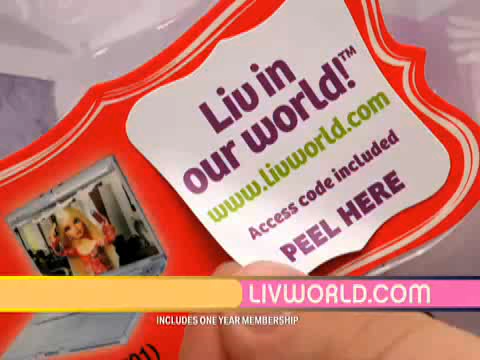 Liv in
our world!™
www.livworld.com
Access code included
PEEL HERE
LIVWORLD.COM
INCLUDES ONE YEAR MEMBERSHIP
01)